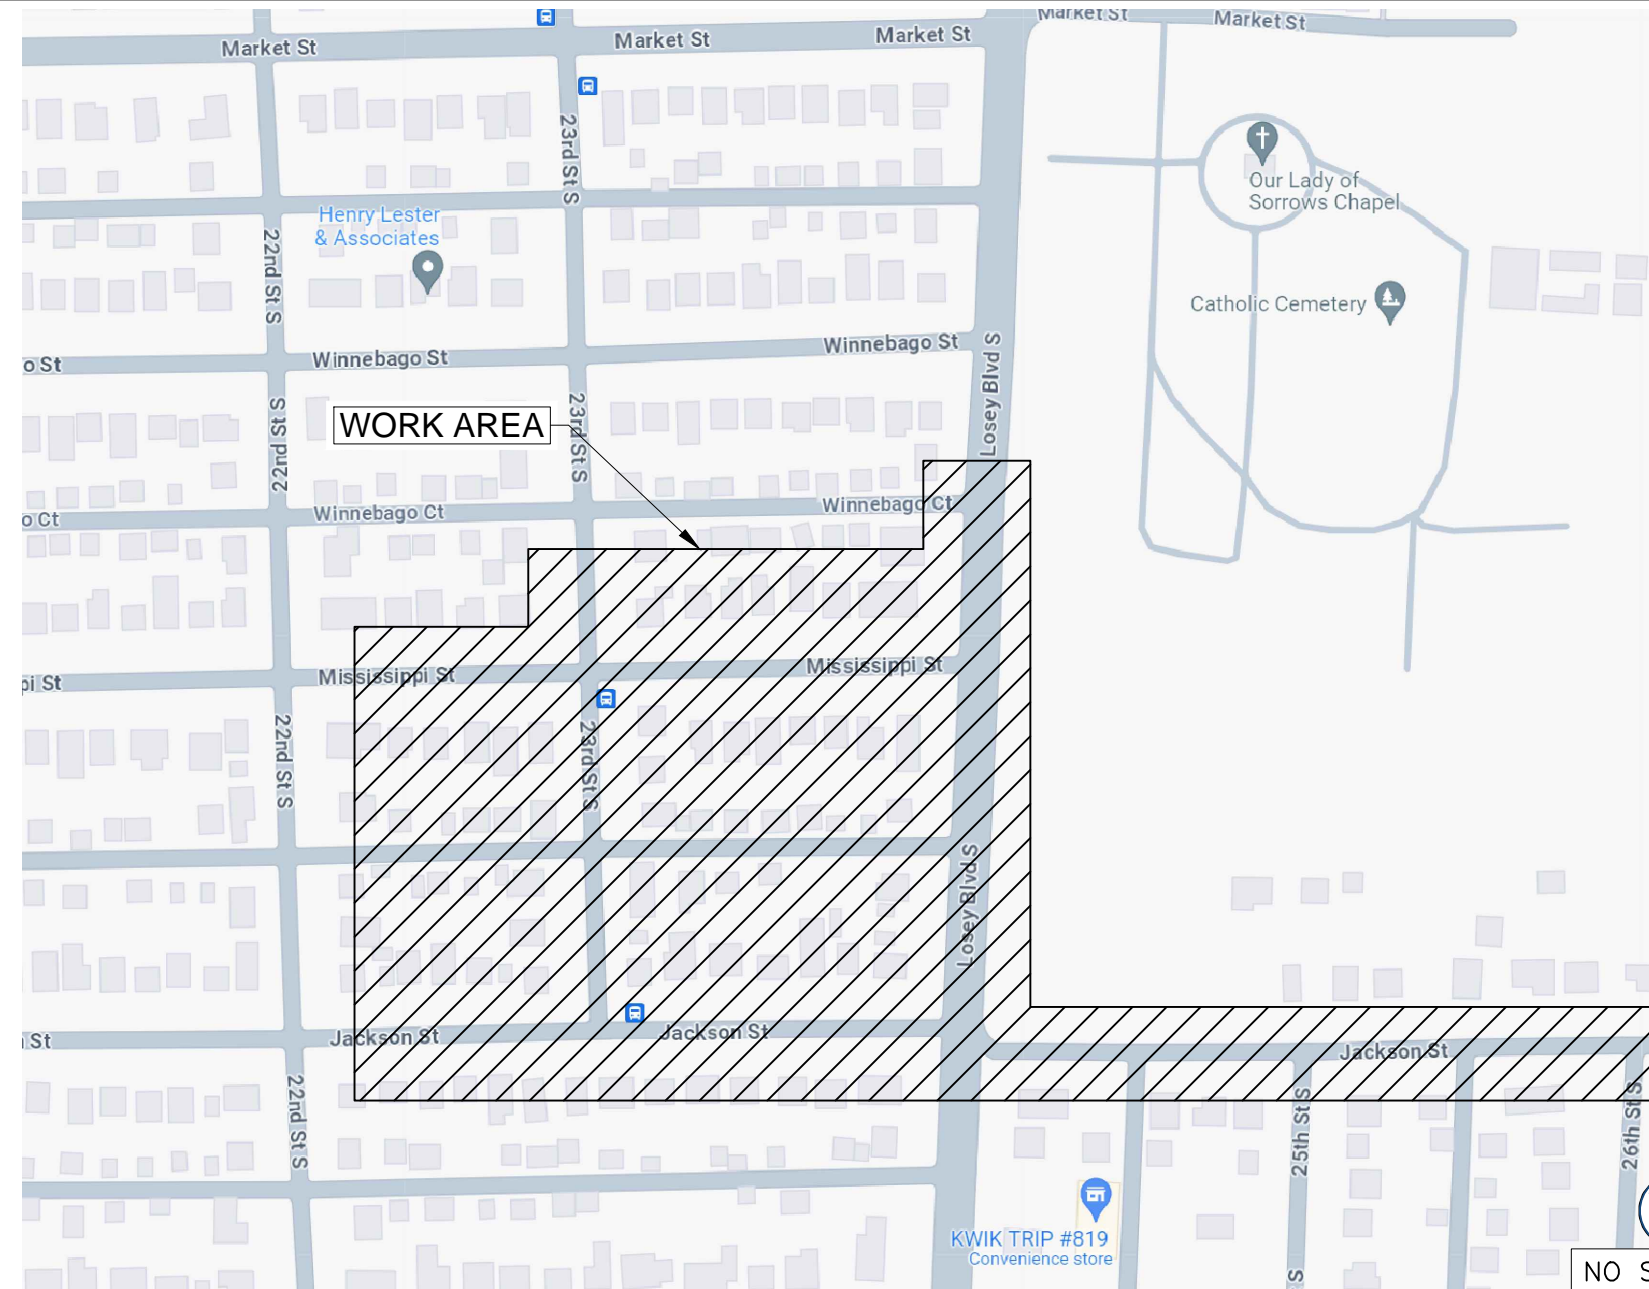 Market St
Market St
Market St
Market St
Market St
23rd St S
Our Lady of
Sorrows Chapel
Henry Lester
& Associates
22nd St S
Catholic Cemetery
o St
Winnebago St
Winnebago St
Losey Blvd S
WORK AREA
23rd St S
22nd St S
o Ct
Winnebago Ct
Winnebago Ct
pi St
Mississippi St
Mississippi St
22nd St S
23rd St S
Losey Blvd S
St
Jackson St
Jackson St
Jackson St
22nd St S
25th St S
26th St S
KWIK TRIP #819
Convenience store
S
NO S